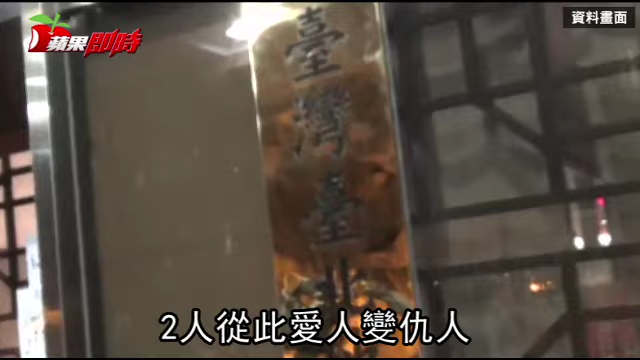 蘋果即時
資料畫面
臺灣臺
2人從此愛人變仇人